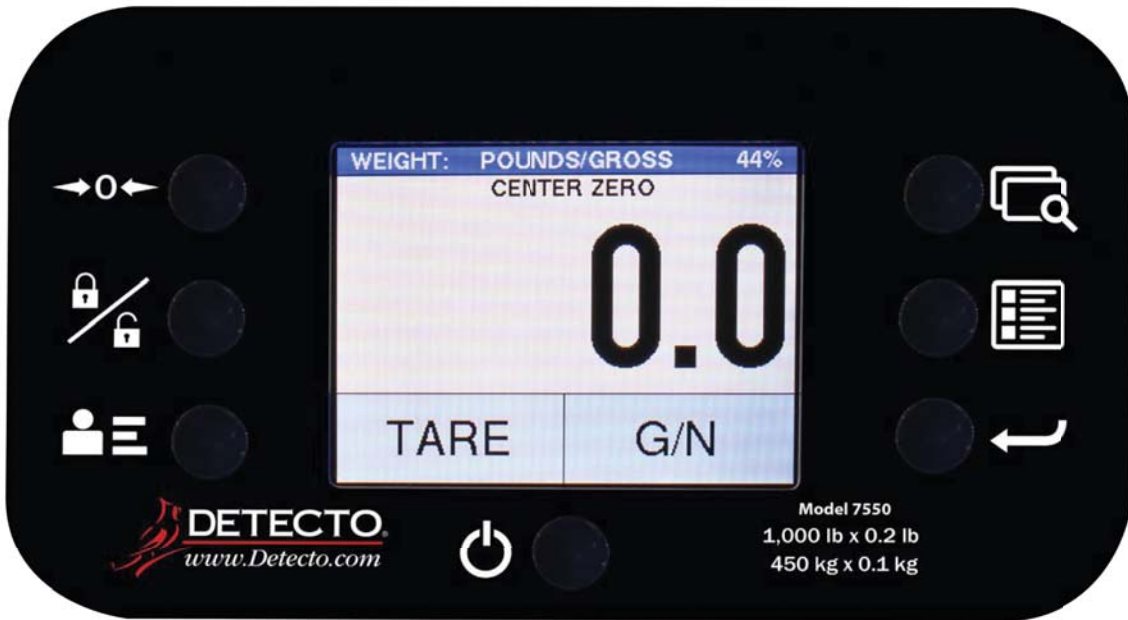 WEIGHT: POUNDS/GROSS 44%
CENTER ZERO
0.0
TARE G/N
→0←
DETECTO®
www.Detecto.com
Model 7550
1,000 lb x 0.2 lb
450 kg x 0.1 kg